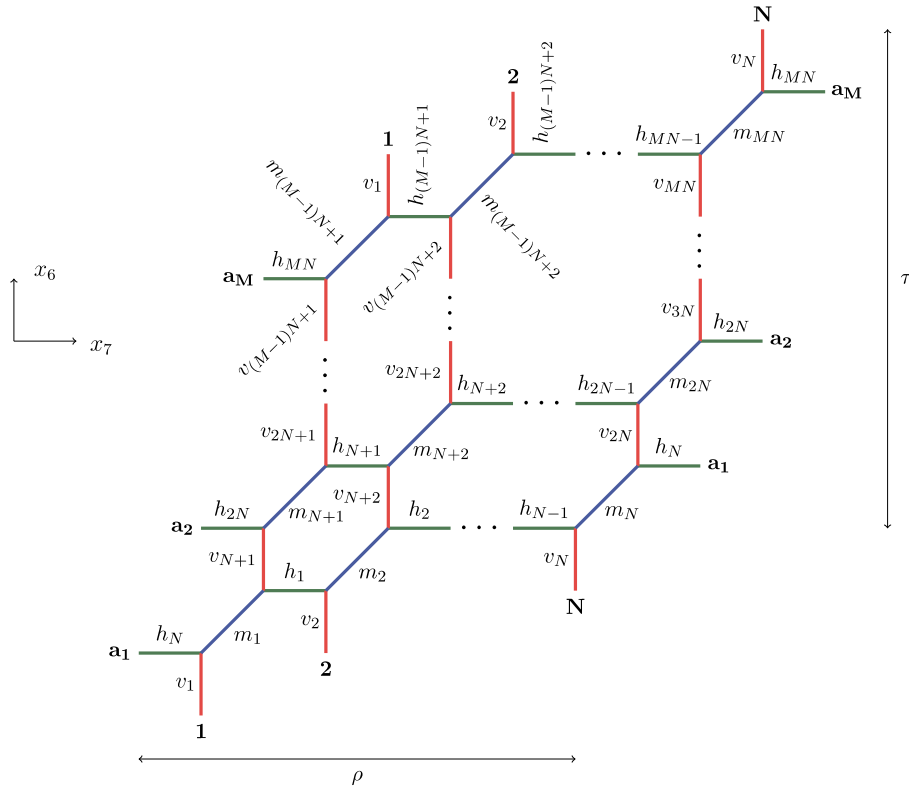 N
v_N
h_{MN}
a_M
2
h_{(M-1)N+2}
m_{MN}
v_2
h_{MN-1}
1
h_{(M-1)N+1}
m_{(M-1)N+1}
v_1
v_{MN}
m_{(M-1)N+2}
x_6
a_M
h_{MN}
v_{(M-1)N+2}
τ
v_{(M-1)N+1}
v_{3N}
h_{2N}
a_2
x_7
v_{2N+2}
h_{N+2}
h_{2N-1}
m_{2N}
v_{2N+1}
h_{N+1}
m_{N+2}
v_{2N}
h_N
a_1
v_{N+2}
a_2
h_{2N}
m_{N+1}
h_2
h_{N-1}
m_N
v_{N+1}
h_1
m_2
v_N
N
a_1
h_N
m_1
v_2
2
v_1
1
ρ